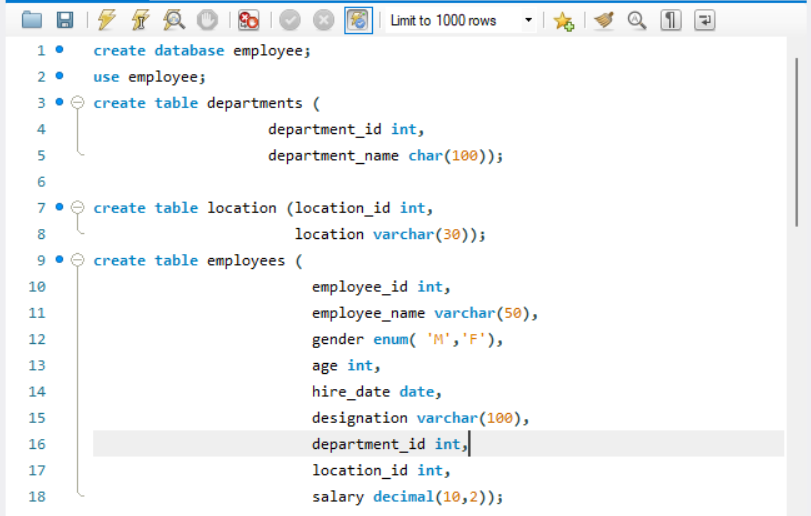 Limit to 1000 rows
1 create database employee;
2 use employee;
3 create table departments (
4 department_id int,
5 department_name char(100));
6
7 create table location (location_id int,
8 location varchar(30));
9 create table employees (
10 employee_id int,
11 employee_name varchar(50),
12 gender enum( 'M','F'),
13 age int,
14 hire_date date,
15 designation varchar(100),
16 department_id int,
17 location_id int,
18 salary decimal(10,2));